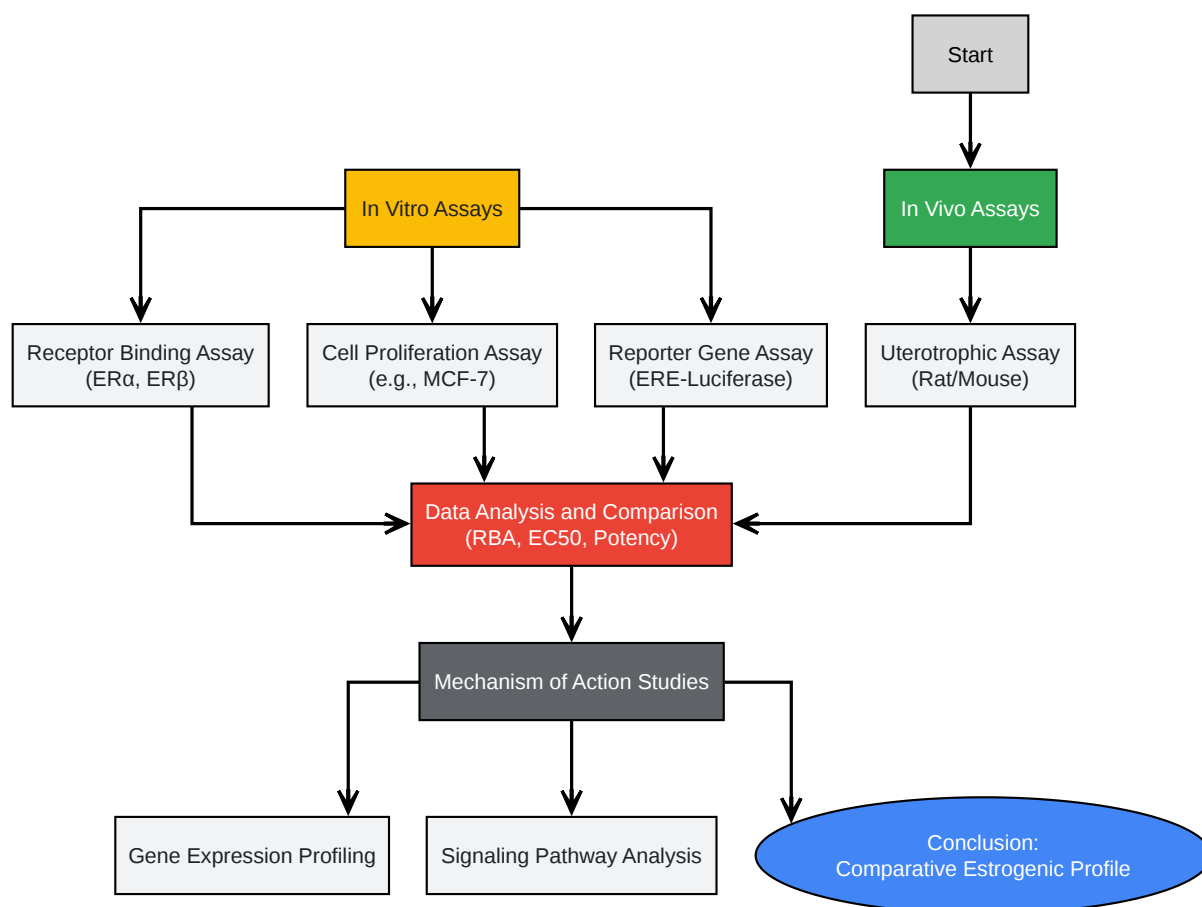 Start
In Vitro Assays
In Vivo Assays
Receptor Binding Assay
(ERα, ERβ)
Cell Proliferation Assay
(e.g., MCF-7)
Reporter Gene Assay
(ERE-Luciferase)
Uterotrophic Assay
(Rat/Mouse)
Data Analysis and Comparison
(RBA, EC50, Potency)
Mechanism of Action Studies
Gene Expression Profiling
Signaling Pathway Analysis
Conclusion:
Comparative Estrogenic Profile